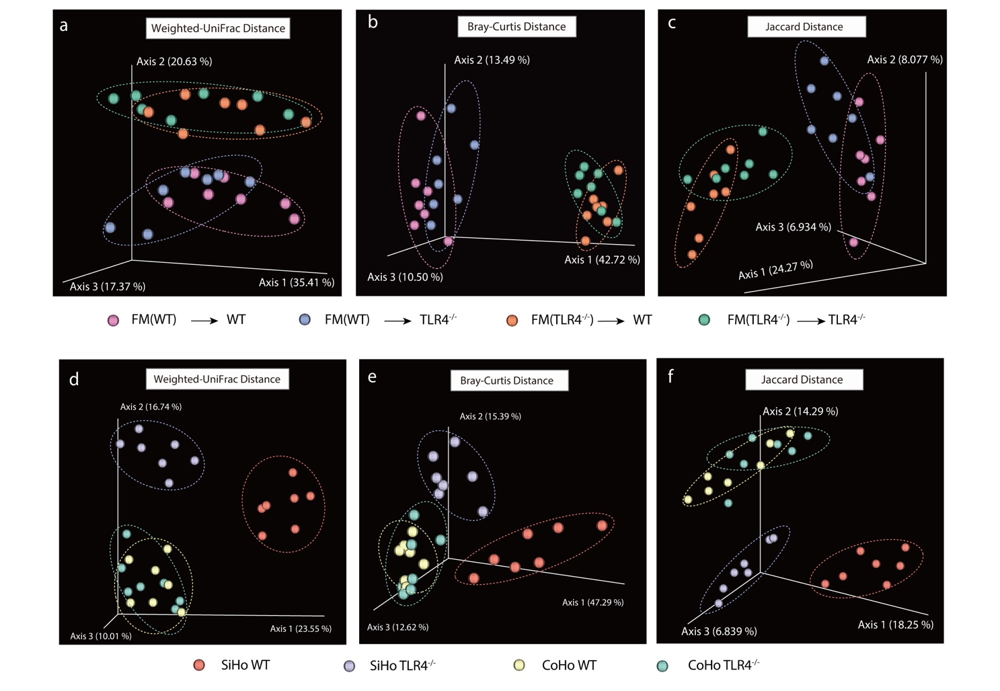 a
Weighted-UniFrac Distance
Axis 2 (20.63 %)
Axis 3 (17.37 %)
Axis 1 (35.41 %)
b
Bray-Curtis Distance
Axis 2 (13.49 %)
Axis 1 (42.72 %)
Axis 3 (10.50 %)
c
Jaccard Distance
Axis 2 (8.077 %)
Axis 3 (6.934 %)
Axis 1 (24.27 %)
FM(WT) → WT
FM(WT) → TLR4-/-
FM(TLR4-/-) → WT
FM(TLR4-/-) → TLR4-/-
d
Weighted-UniFrac Distance
Axis 2 (16.74 %)
Axis 1 (23.55 %)
Axis 3 (10.01 %)
e
Bray-Curtis Distance
Axis 2 (15.39 %)
Axis 1 (47.29 %)
Axis 3 (12.62 %)
f
Jaccard Distance
Axis 2 (14.29 %)
Axis 1 (18.25 %)
Axis 3 (6.839 %)
SiHo WT
SiHo TLR4-/-
CoHo WT
CoHo TLR4-/-